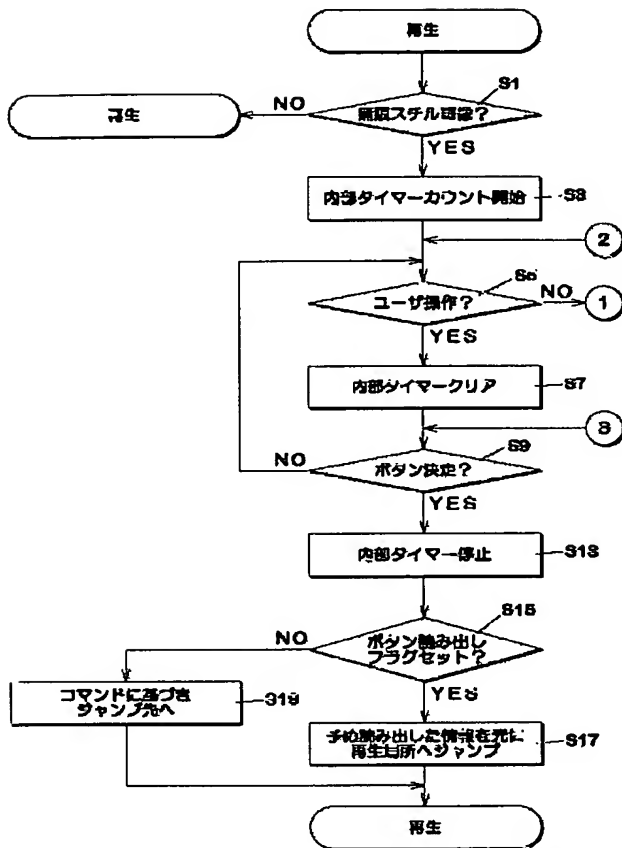 再生
S1
NO
無限スチル画像？
再生
YES
内部タイマーカウント開始
S3
2
S5
ユーザ操作？
NO
1
YES
内部タイマークリア
S7
3
S9
NO
ボタン決定？
YES
内部タイマー停止
S13
S15
NO
ボタン読み出し
フラグセット？
YES
コマンドに基づき
ジャンプ先へ
S19
予め読み出した情報を元に
再生場所へジャンプ
S17
再生